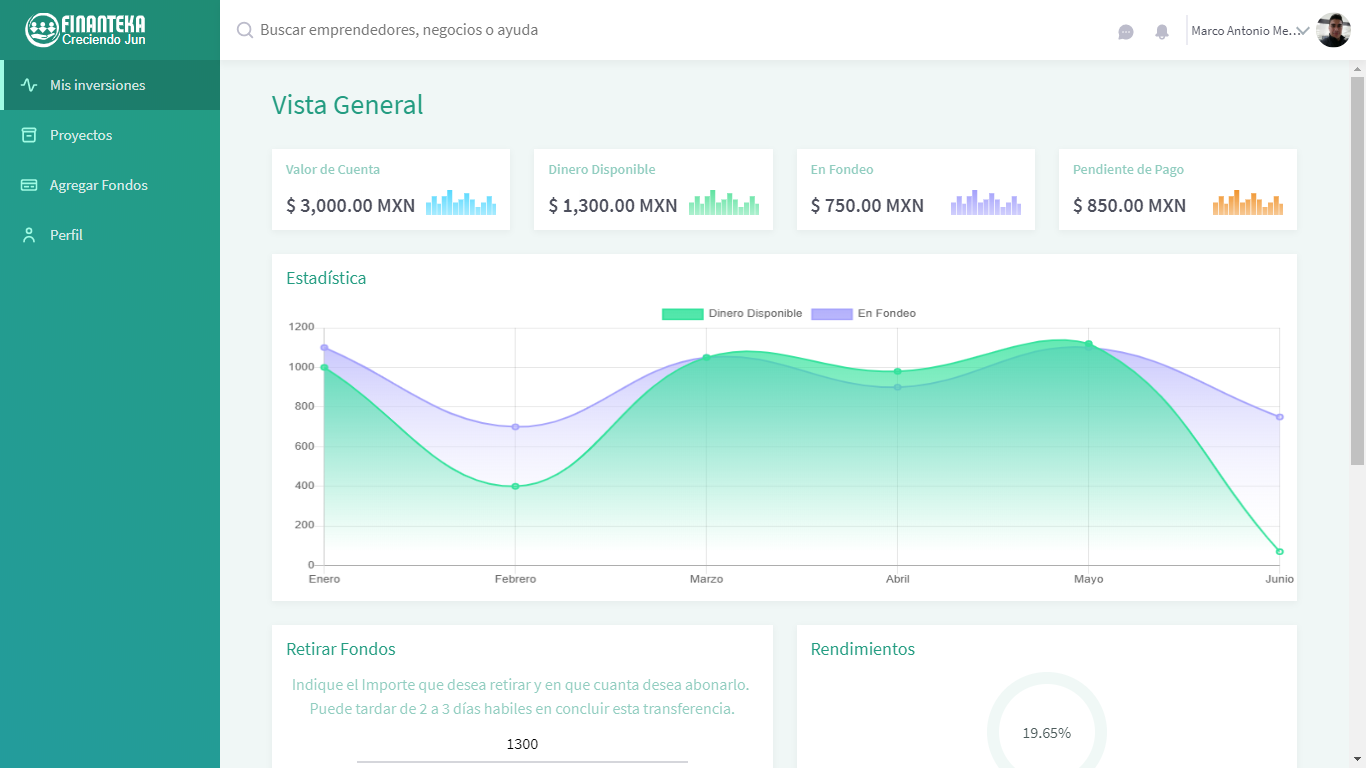 FINANTEKA
Creciendo Jun
Buscar emprendedores, negocios o ayuda
Marco Antonio Me...
Mis inversiones
Proyectos
Agregar Fondos
Perfil
Vista General
Valor de Cuenta
$ 3,000.00 MXN
Dinero Disponible
$ 1,300.00 MXN
En Fondeo
$ 750.00 MXN
Pendiente de Pago
$ 850.00 MXN
Estadística
Dinero Disponible
En Fondeo
1200
1000
800
600
400
200
0
Enero
Febrero
Marzo
Abril
Mayo
Junio
Retirar Fondos
Indique el Importe que desea retirar y en que cuanta desea abonarlo.
Puede tardar de 2 a 3 días habiles en concluir esta transferencia.
1300
Rendimientos
19.65%